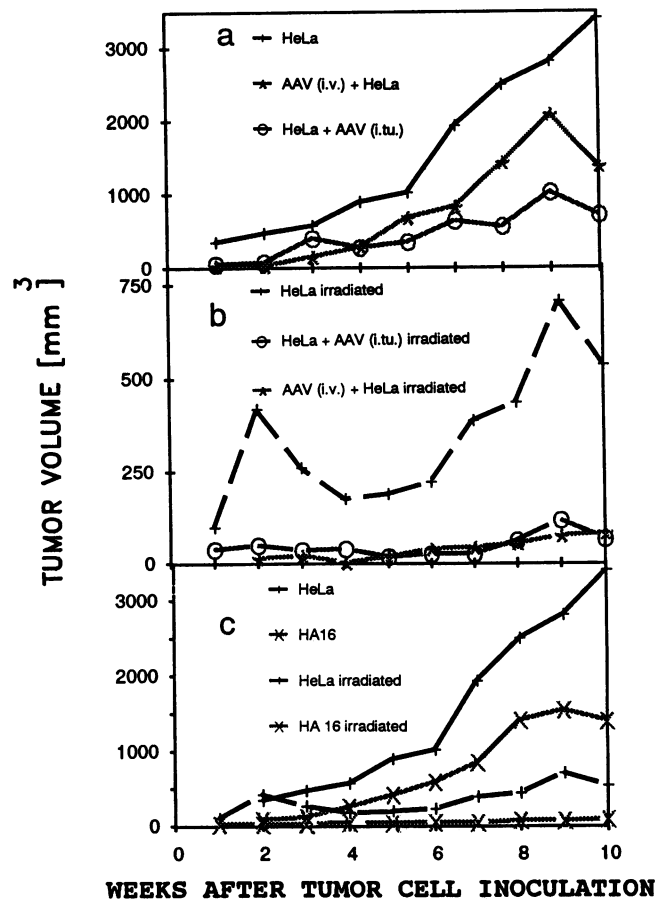 a
HeLa
AAV (i.v.) + HeLa
HeLa + AAV (i.tu.)
3000
2000
1000
0
b
HeLa irradiated
HeLa + AAV (i.tu.) irradiated
AAV (i.v.) + HeLa irradiated
750
500
250
0
c
HeLa
HA16
HeLa irradiated
HA 16 irradiated
3000
2000
1000
0
0 2 4 6 8 10
TUMOR VOLUME [mm3]
WEEKS AFTER TUMOR CELL INOCULATION